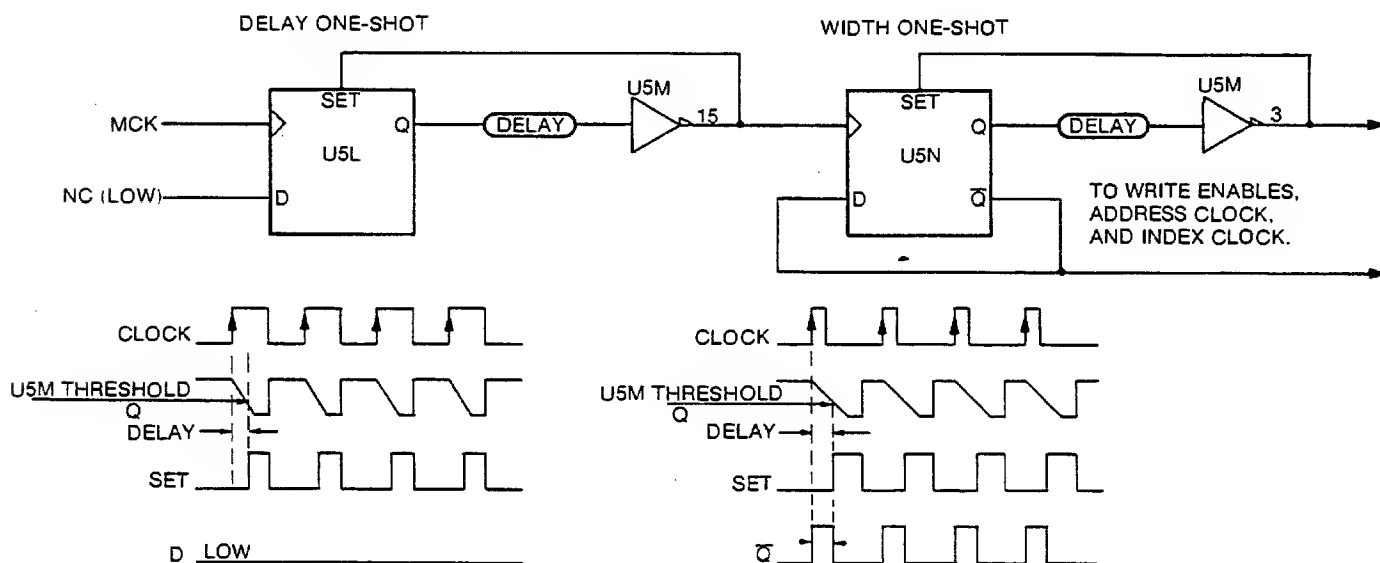 DELAY ONE-SHOT
WIDTH ONE-SHOT
MCK
NC (LOW)
SET
Q
U5L
D
DELAY
U5M
15
SET
Q
U5N
D
Q̅
DELAY
U5M
3
TO WRITE ENABLES,
ADDRESS CLOCK,
AND INDEX CLOCK.
CLOCK
U5M THRESHOLD
Q
DELAY
SET
D LOW
CLOCK
U5M THRESHOLD
Q
DELAY
SET
Q̅